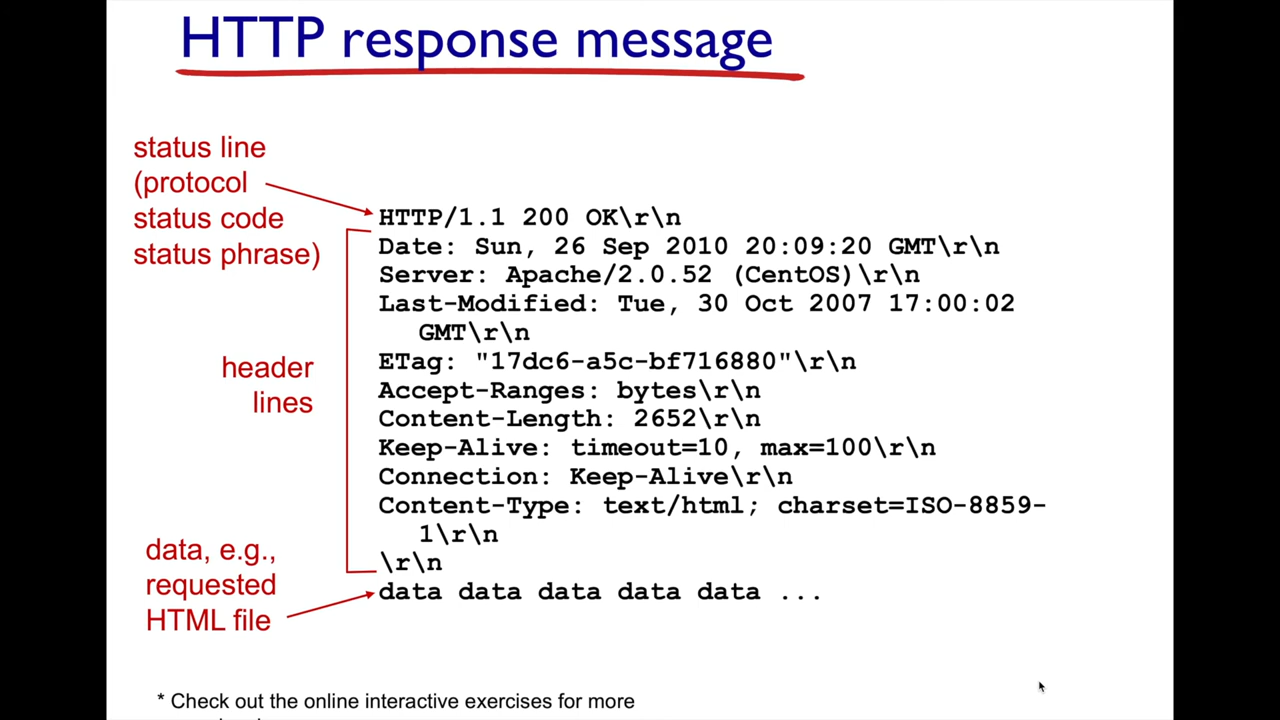 HTTP response message
status line
(protocol
status code
status phrase)
HTTP/1.1 200 OK\r\n
Date: Sun, 26 Sep 2010 20:09:20 GMT\r\n
Server: Apache/2.0.52 (CentOS)\r\n
Last-Modified: Tue, 30 Oct 2007 17:00:02
GMT\r\n
ETag: "17dc6-a5c-bf716880"\r\n
Accept-Ranges: bytes\r\n
Content-Length: 2652\r\n
Keep-Alive: timeout=10, max=100\r\n
Connection: Keep-Alive\r\n
Content-Type: text/html; charset=ISO-8859-
1\r\n
\r\n
data data data data data ...
header
lines
data, e.g.,
requested
HTML file
* Check out the online interactive exercises for more